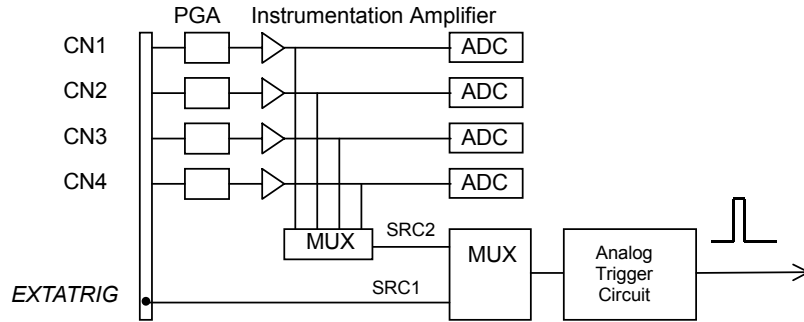 PGA Instrumentation Amplifier
CN1 ADC
CN2 ADC
CN3 ADC
CN4 ADC
MUX SRC2 MUX Analog Trigger Circuit
EXTATRIG SRC1